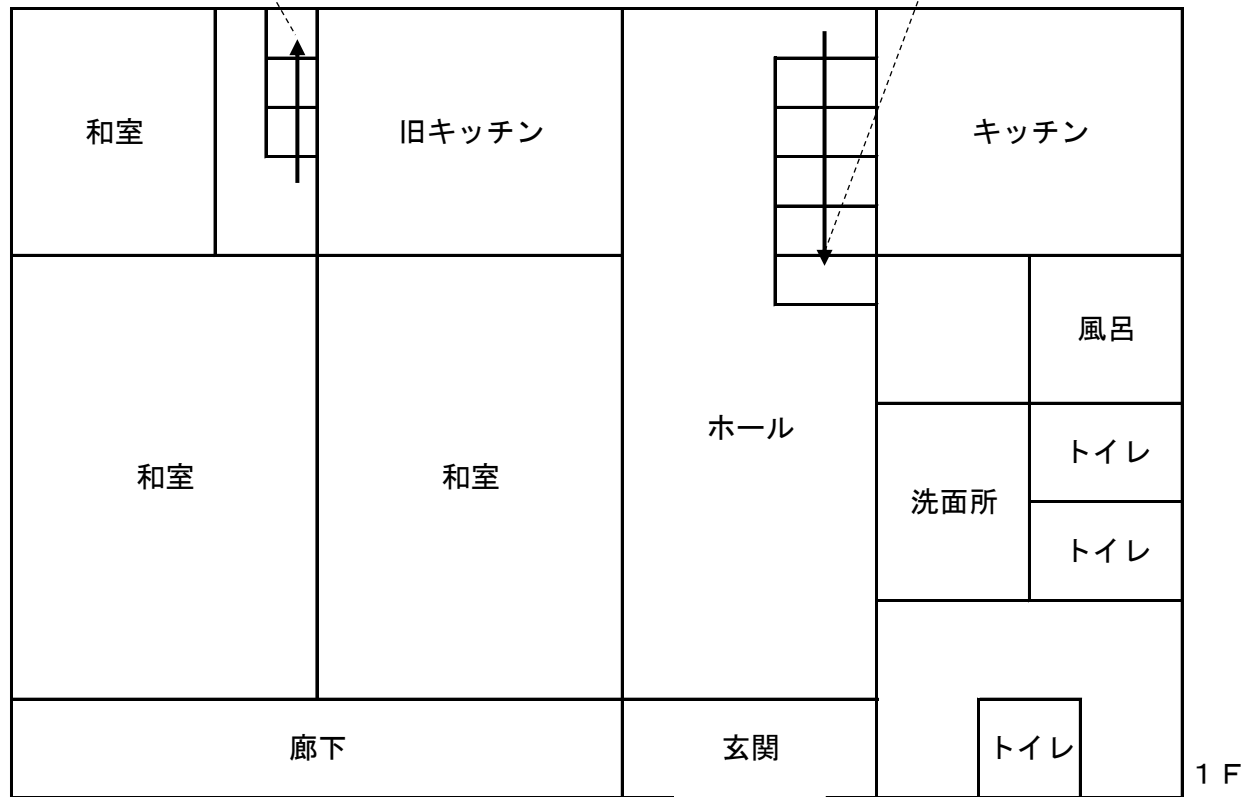 和室
旧キッチン
キッチン
風呂
ホール
トイレ
和室
和室
洗面所
トイレ
廊下
玄関
トイレ
１Ｆ